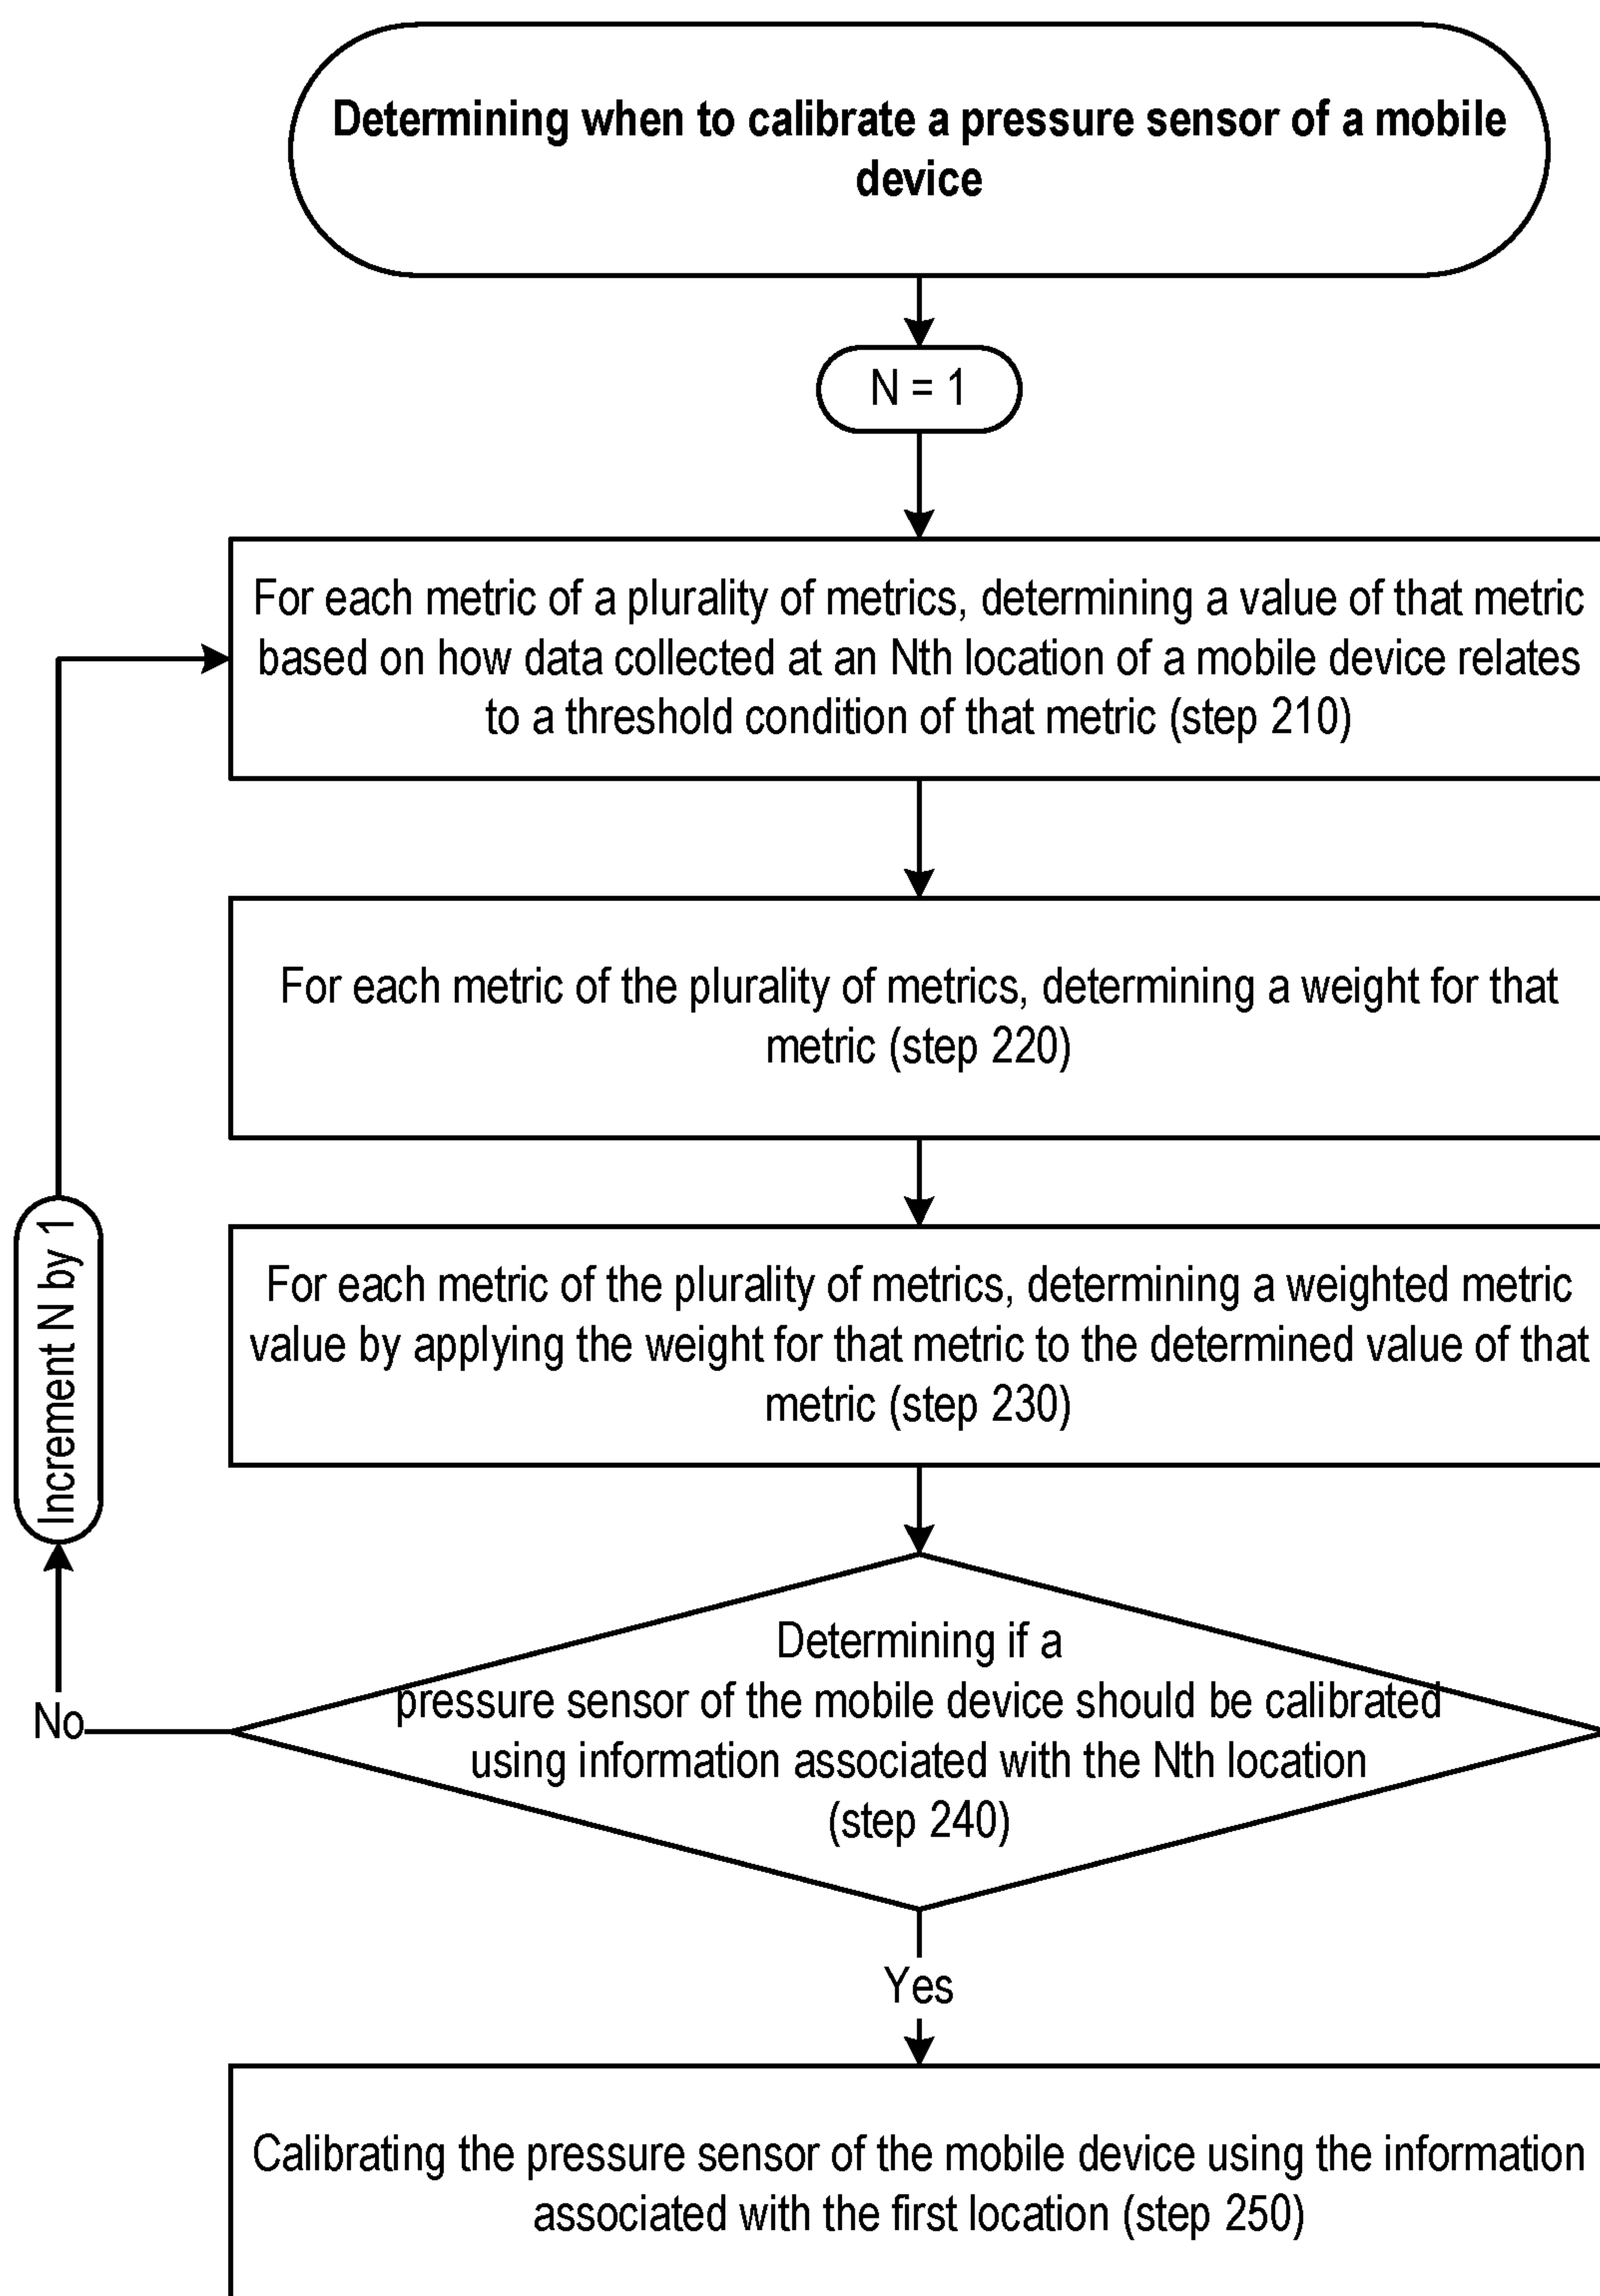 Determining when to calibrate a pressure sensor of a mobile
device
N = 1
For each metric of a plurality of metrics, determining a value of that metric
based on how data collected at an Nth location of a mobile device relates
to a threshold condition of that metric (step 210)
For each metric of the plurality of metrics, determining a weight for that
metric (step 220)
For each metric of the plurality of metrics, determining a weighted metric
value by applying the weight for that metric to the determined value of that
metric (step 230)
Increment N by 1
Determining if a
pressure sensor of the mobile device should be calibrated
using information associated with the Nth location
(step 240)
No
Yes
Calibrating the pressure sensor of the mobile device using the information
associated with the first location (step 250)